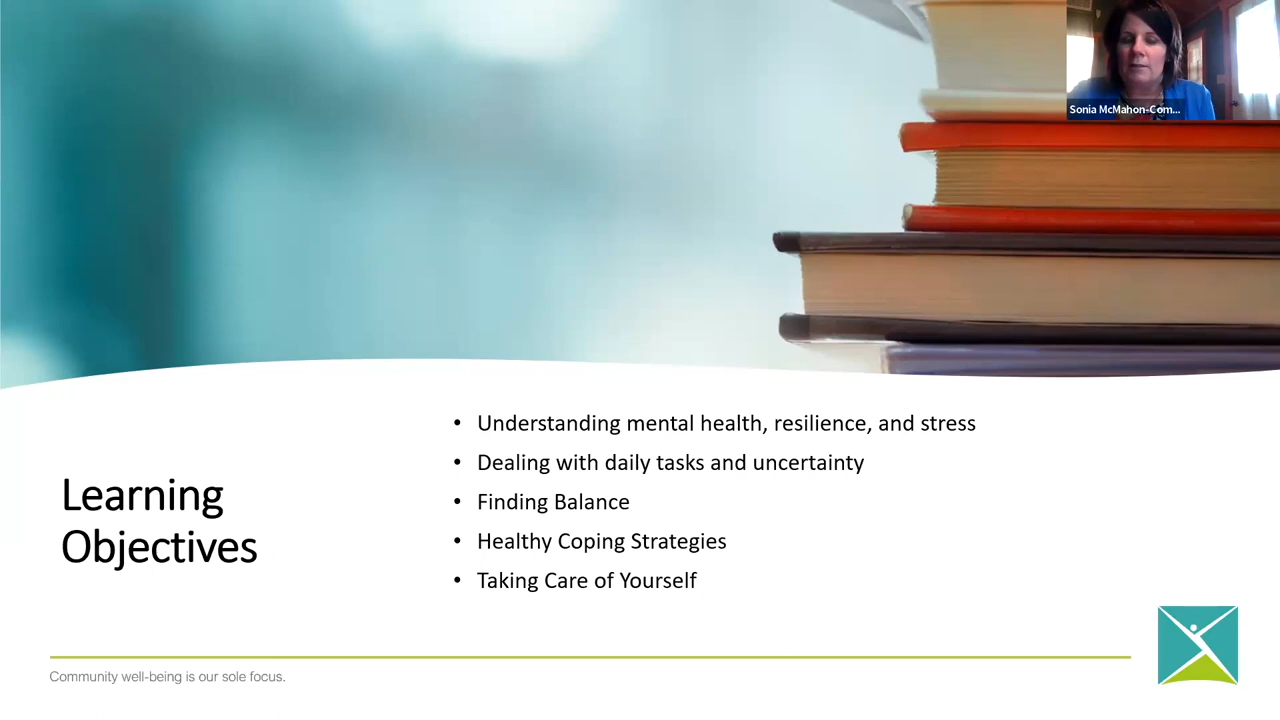 Sonia McMahon-Com...
• Understanding mental health, resilience, and stress
• Dealing with daily tasks and uncertainty
• Finding Balance
• Healthy Coping Strategies
• Taking Care of Yourself
Learning
Objectives
Community well-being is our sole focus.